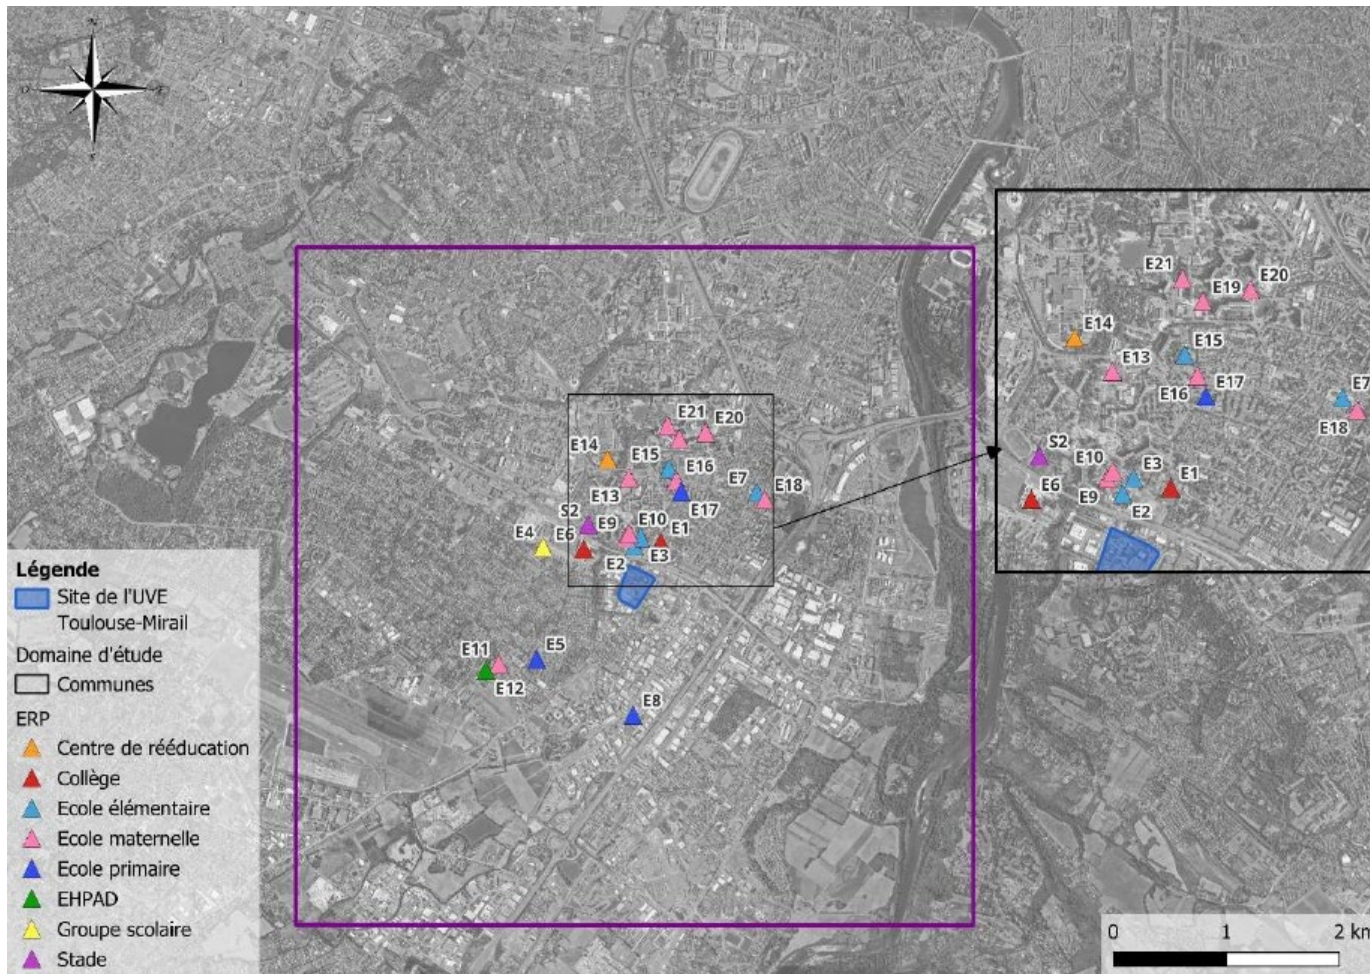 E21
E20
E19
E14
E15
E13
E16
E17
E7
E18
S2
E10
E3
E1
E6
E9
E2
E21
E20
E14
E15
E16
E13
E7
E18
E17
S2
E9
E10
E1
E4
E6
E2
E3
E11
E5
E12
E8
Légende
Site de l'UVE
Toulouse-Mirail
Domaine d'étude
Communes
ERP
Centre de rééducation
Collège
Ecole élémentaire
Ecole maternelle
Ecole primaire
EHPAD
Groupe scolaire
Stade
0 1 2 km